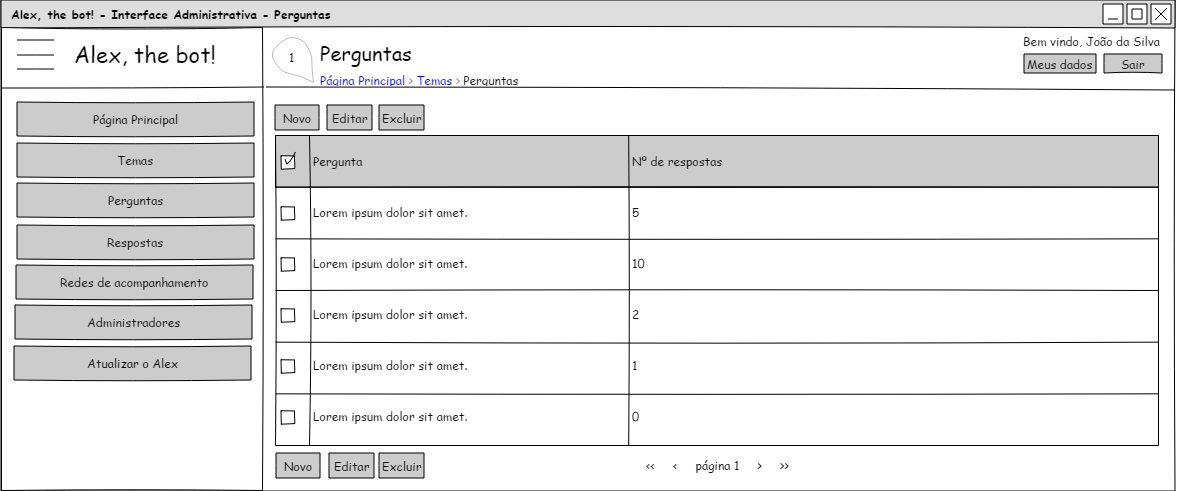 Alex, the bot! - Interface Administrativa - Perguntas
Alex, the bot!
1
Perguntas
Página Principal > Temas > Perguntas
Bem vindo, João da Silva
Meus dados Sair
Página Principal
Temas
Perguntas
Respostas
Redes de acompanhamento
Administradores
Atualizar o Alex
Novo Editar Excluir
Pergunta Nº de respostas
Lorem ipsum dolor sit amet. 5
Lorem ipsum dolor sit amet. 10
Lorem ipsum dolor sit amet. 2
Lorem ipsum dolor sit amet. 1
Lorem ipsum dolor sit amet. 0
Novo Editar Excluir << < página 1 > >>